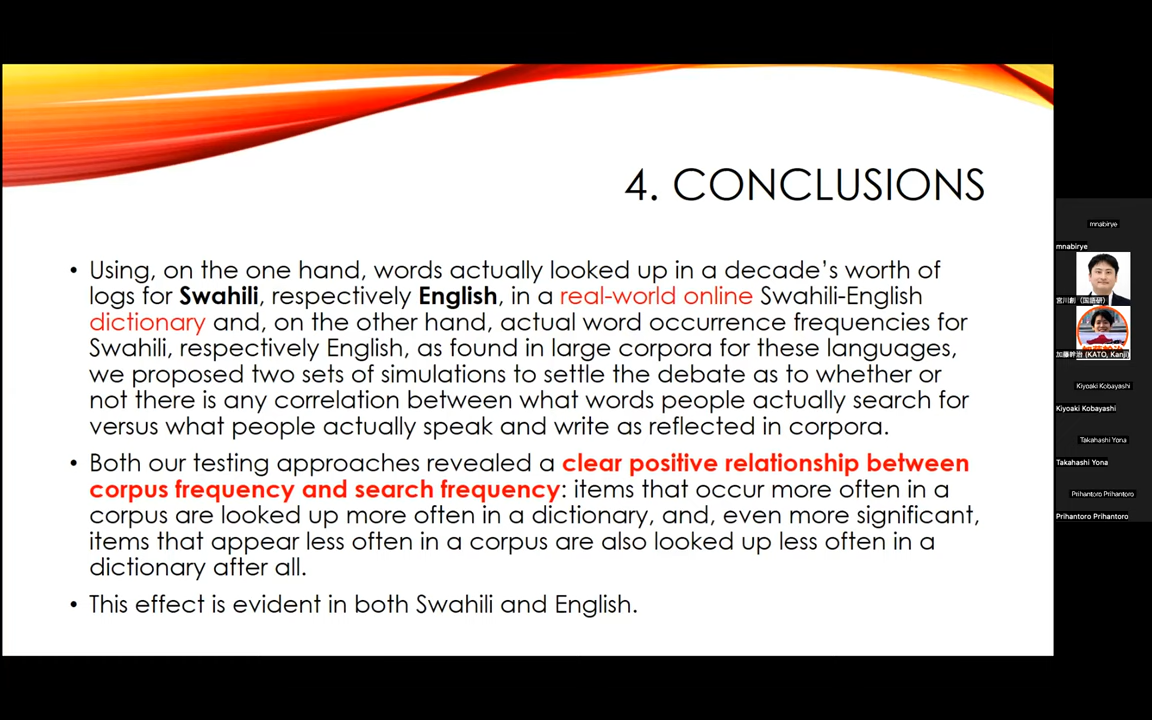 4. CONCLUSIONS
• Using, on the one hand, words actually looked up in a decade's worth of
logs for Swahili, respectively English, in a real-world online Swahili-English
dictionary and, on the other hand, actual word occurrence frequencies for
Swahili, respectively English, as found in large corpora for these languages,
we proposed two sets of simulations to settle the debate as to whether or
not there is any correlation between what words people actually search for
versus what people actually speak and write as reflected in corpora.
• Both our testing approaches revealed a clear positive relationship between
corpus frequency and search frequency: items that occur more often in a
corpus are looked up more often in a dictionary, and, even more significant,
items that appear less often in a corpus are also looked up less often in a
dictionary after all.
• This effect is evident in both Swahili and English.
mnabirye
mnabirye
宮川創（国語研）
加藤幹治 (KATO, Kanji)
Kiyoaki Kobayashi
Kiyoaki Kobayashi
Takahashi Yona
Takahashi Yona
Prihantoro Prihantoro
Prihantoro Prihantoro